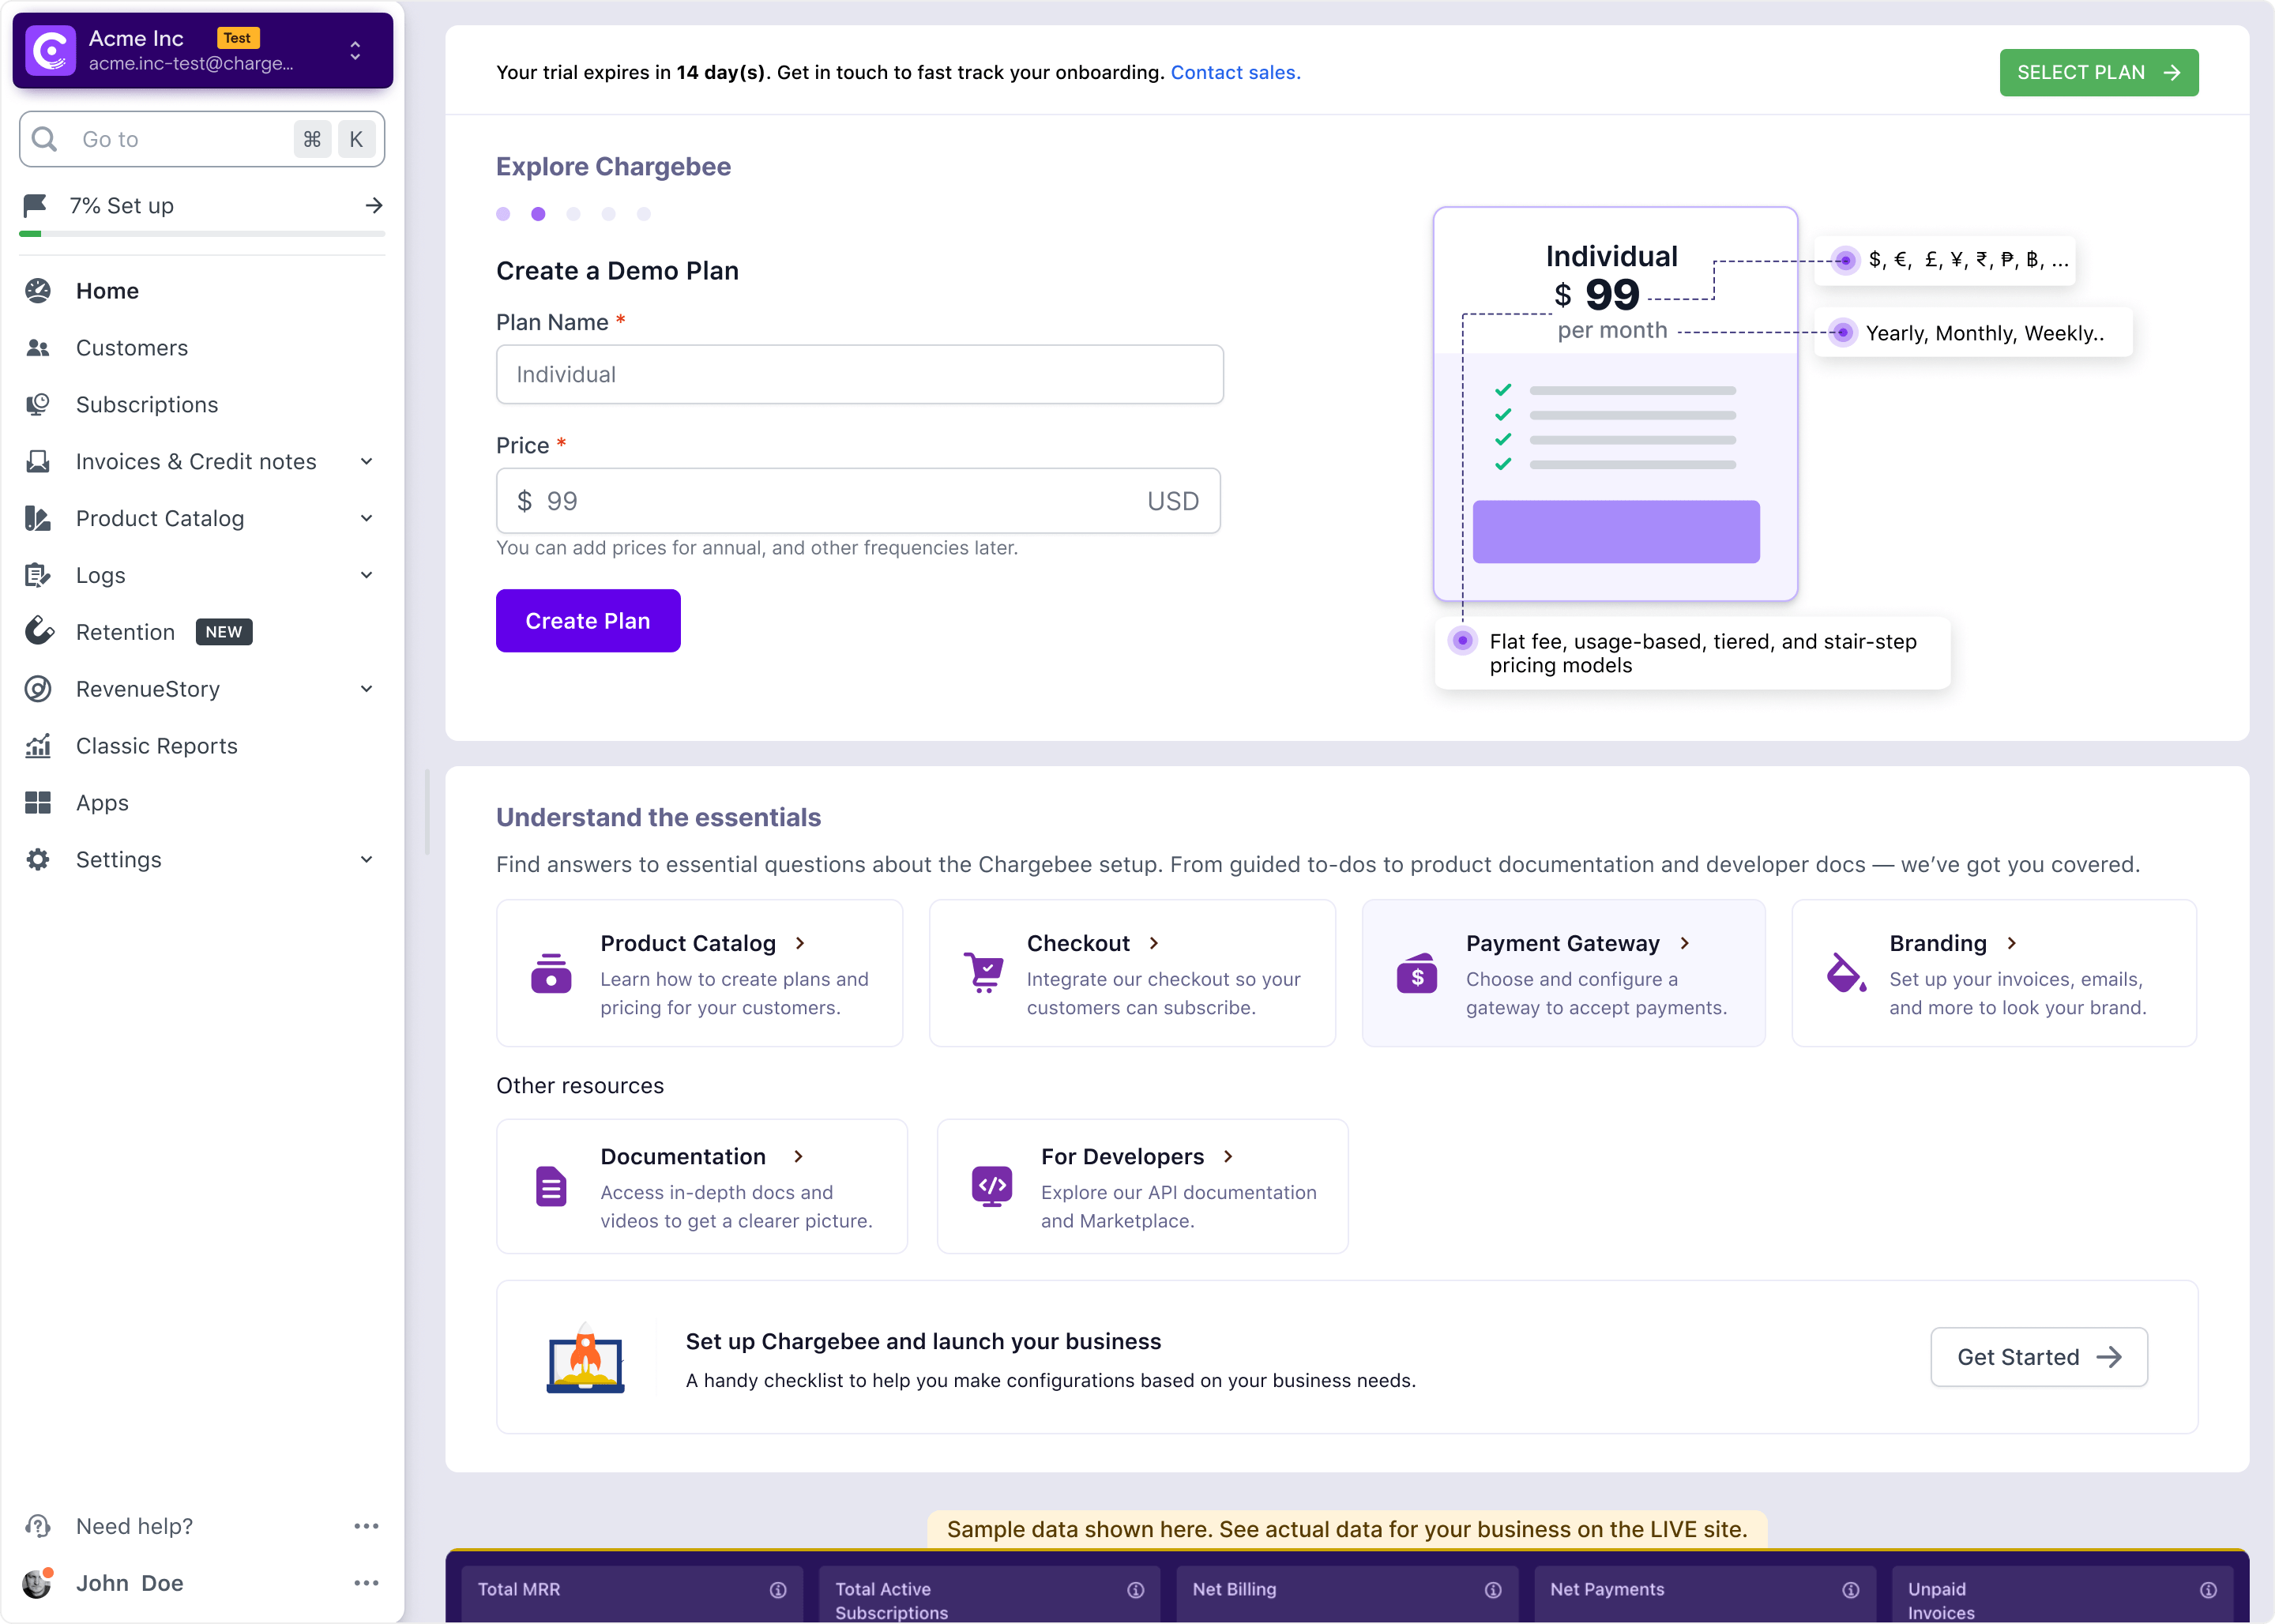 Acme Inc Test
acme.inc-test@charge...
Go to ⌘ K
7% Set up
Home
Customers
Subscriptions
Invoices & Credit notes
Product Catalog
Logs
Retention NEW
RevenueStory
Classic Reports
Apps
Settings
Need help?
John Doe
Your trial expires in 14 day(s). Get in touch to fast track your onboarding. Contact sales.
SELECT PLAN
Explore Chargebee
Create a Demo Plan
Plan Name *
Individual
Price *
$ 99 USD
You can add prices for annual, and other frequencies later.
Create Plan
Individual
$ 99
per month
$, €, £, ¥, ₹, ₱, ฿, ...
Yearly, Monthly, Weekly..
Flat fee, usage-based, tiered, and stair-step
pricing models
Understand the essentials
Find answers to essential questions about the Chargebee setup. From guided to-dos to product documentation and developer docs — we’ve got you covered.
Product Catalog
Learn how to create plans and
pricing for your customers.
Checkout
Integrate our checkout so your
customers can subscribe.
Payment Gateway
Choose and configure a
gateway to accept payments.
Branding
Set up your invoices, emails,
and more to look your brand.
Other resources
Documentation
Access in-depth docs and
videos to get a clearer picture.
For Developers
Explore our API documentation
and Marketplace.
Set up Chargebee and launch your business
A handy checklist to help you make configurations based on your business needs.
Get Started
Sample data shown here. See actual data for your business on the LIVE site.
Total MRR
Total Active
Subscriptions
Net Billing
Net Payments
Unpaid
Invoices